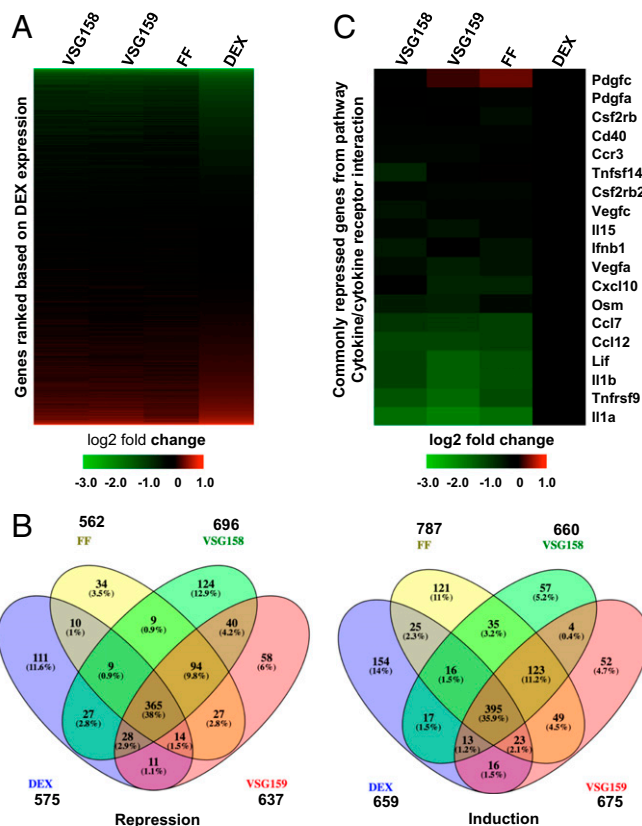 A
VSG158 VSG159 FF DEX
Genes ranked based on DEX expression
log2 fold change
-3.0 -2.0 -1.0 0 1.0
C
VSG158 VSG159 FF DEX
Commonly repressed genes from pathway
Cytokine/cytokine receptor interaction
Pdgfc
Pdgfa
Csf2rb
Cd40
Ccr3
Tnfsf14
Csf2rb2
Vegfc
Il15
Ifnb1
Vegfa
Cxcl10
Osm
Ccl7
Ccl12
Lif
Il1b
Tnfrsf9
Il1a
log2 fold change
-3.0 -2.0 -1.0 0 1.0
B
562 696
FF VSG158
34 (3.5%)
124 (12.9%)
10 (1%)
9 (0.9%)
40 (4.2%)
111 (11.6%)
9 (0.9%)
94 (9.8%)
58 (6%)
365 (38%)
27 (2.8%)
27 (2.8%)
28 (2.9%)
14 (1.5%)
11 (1.1%)
DEX VSG159
575 637
Repression
787 660
FF VSG158
121 (11%)
57 (5.2%)
25 (2.3%)
35 (3.2%)
4 (0.4%)
154 (14%)
16 (1.5%)
123 (11.2%)
52 (4.7%)
395 (35.9%)
17 (1.5%)
49 (4.5%)
13 (1.2%)
23 (2.1%)
16 (1.5%)
DEX VSG159
659 675
Induction